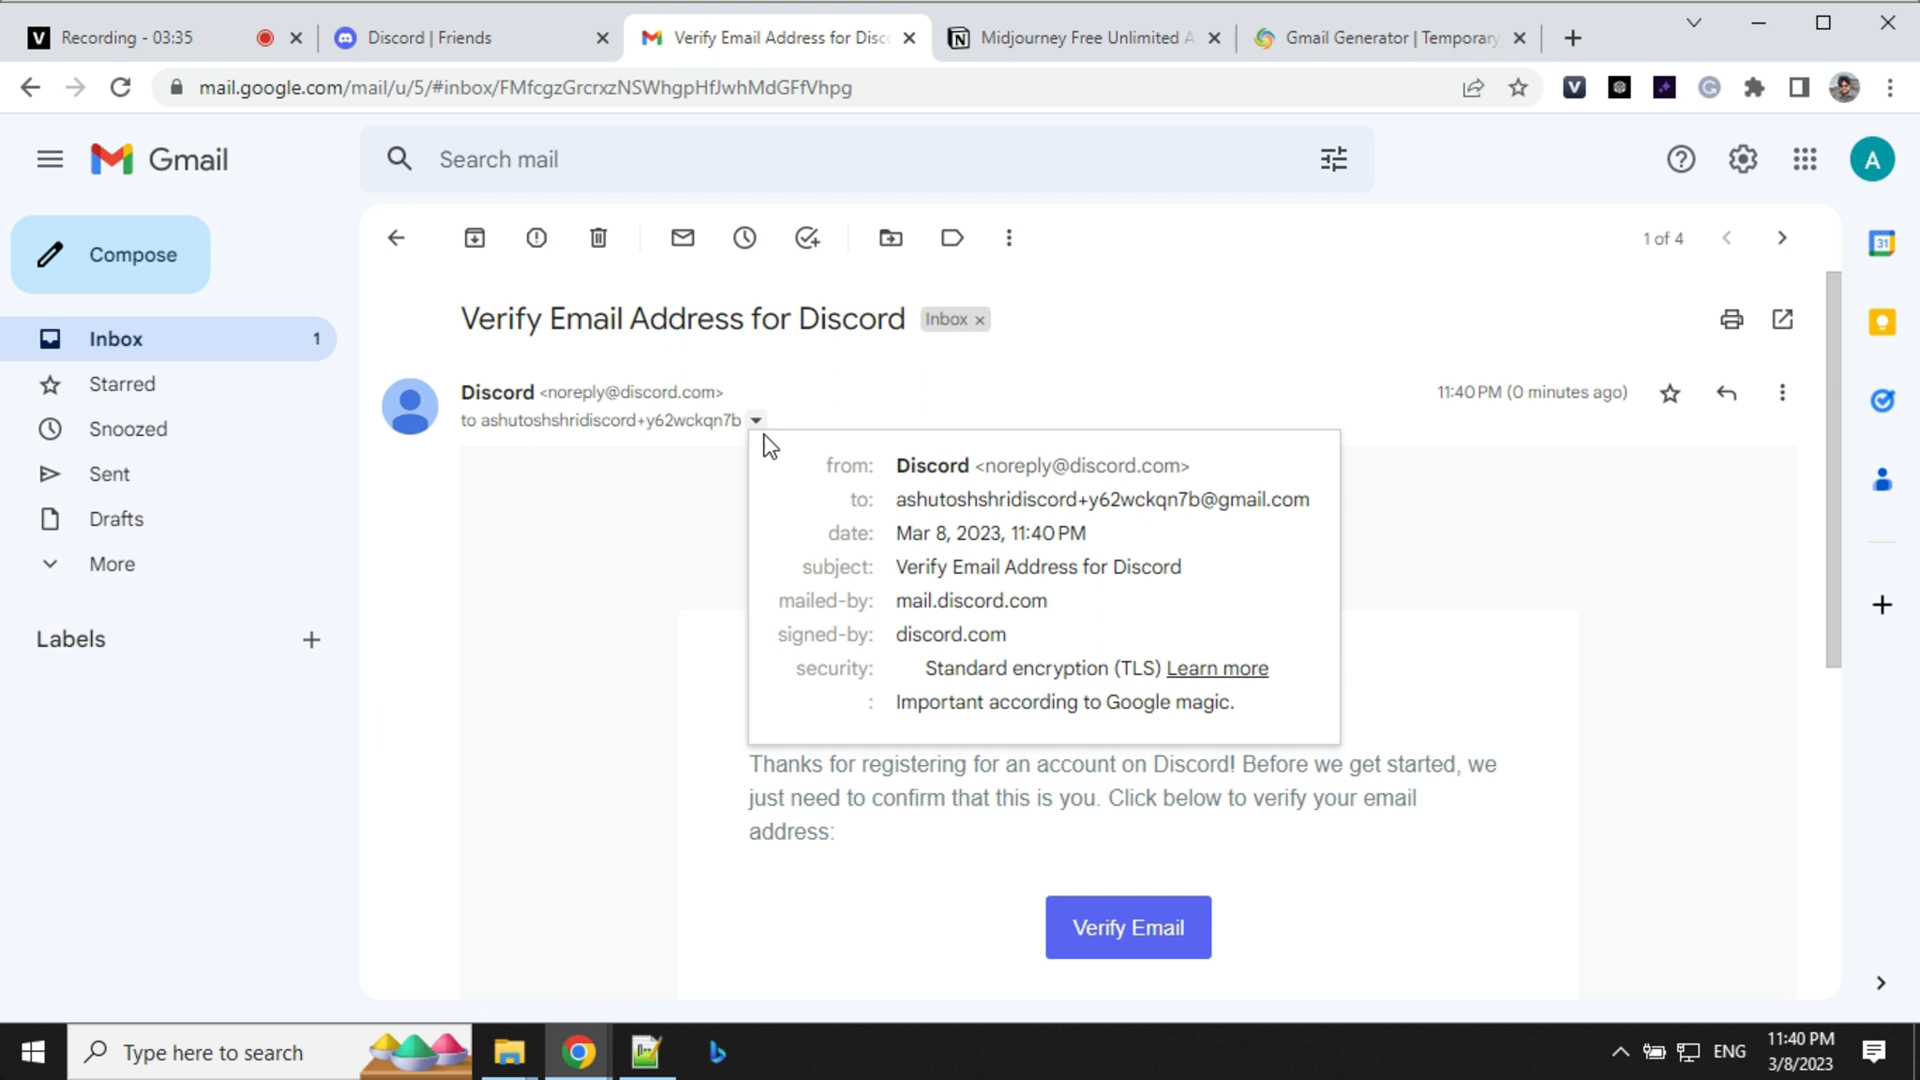 V Recording - 03:35
Discord | Friends
Verify Email Address for Disc
Midjourney Free Unlimited A
Gmail Generator | Temporary
mail.google.com/mail/u/5/#inbox/FMfcgzGrcrxzNSWhgpHfJwhMdGFfVhpg
Gmail
Search mail
A
Compose
1 of 4
31
Verify Email Address for Discord
Inbox ×
Inbox 1
Starred
Snoozed
Sent
Drafts
More
Labels
Discord <noreply@discord.com>
11:40 PM (0 minutes ago)
to ashutoshshridiscord+y62wckqn7b
from: Discord <noreply@discord.com>
to: ashutoshshridiscord+y62wckqn7b@gmail.com
date: Mar 8, 2023, 11:40 PM
subject: Verify Email Address for Discord
mailed-by: mail.discord.com
signed-by: discord.com
security: Standard encryption (TLS) Learn more
: Important according to Google magic.
Thanks for registering for an account on Discord! Before we get started, we
just need to confirm that this is you. Click below to verify your email
address:
Verify Email
Type here to search
ENG
11:40 PM
3/8/2023